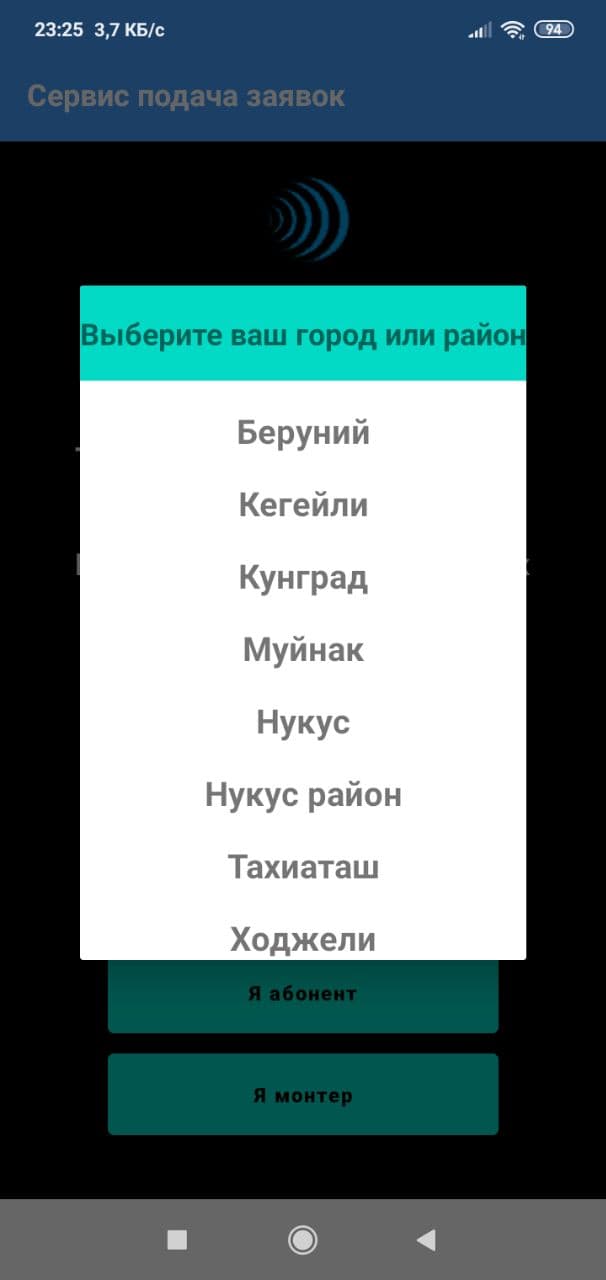 23:25 3,7 КБ/с 94
Сервис подача заявок
Выберите ваш город или район
Беруний
Кегейли
Кунград
Муйнак
Нукус
Нукус район
Тахиаташ
Ходжели
Я абонент
Я монтер